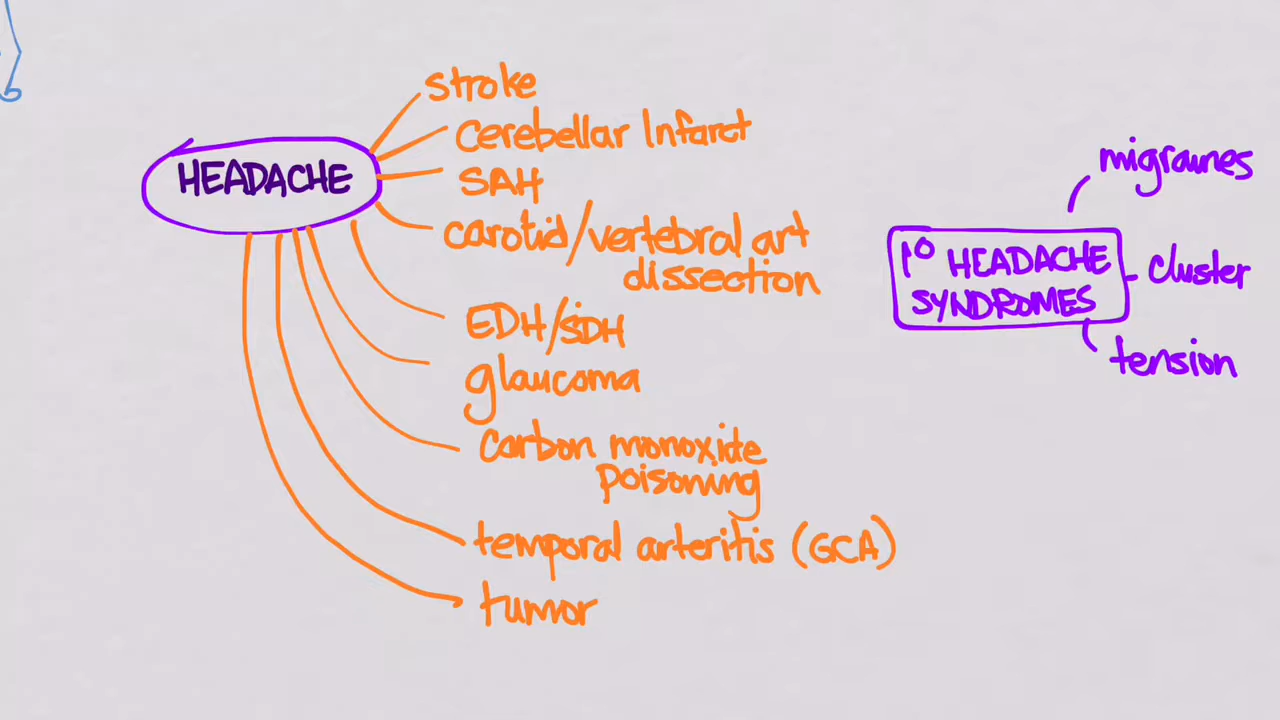 HEADACHE
stroke
cerebellar Infarct
SAH
carotid/vertebral art
dissection
EDH/SDH
glaucoma
carbon monoxide
poisoning
temporal arteritis (GCA)
tumor
1° HEADACHE
SYNDROMES
migraines
cluster
tension